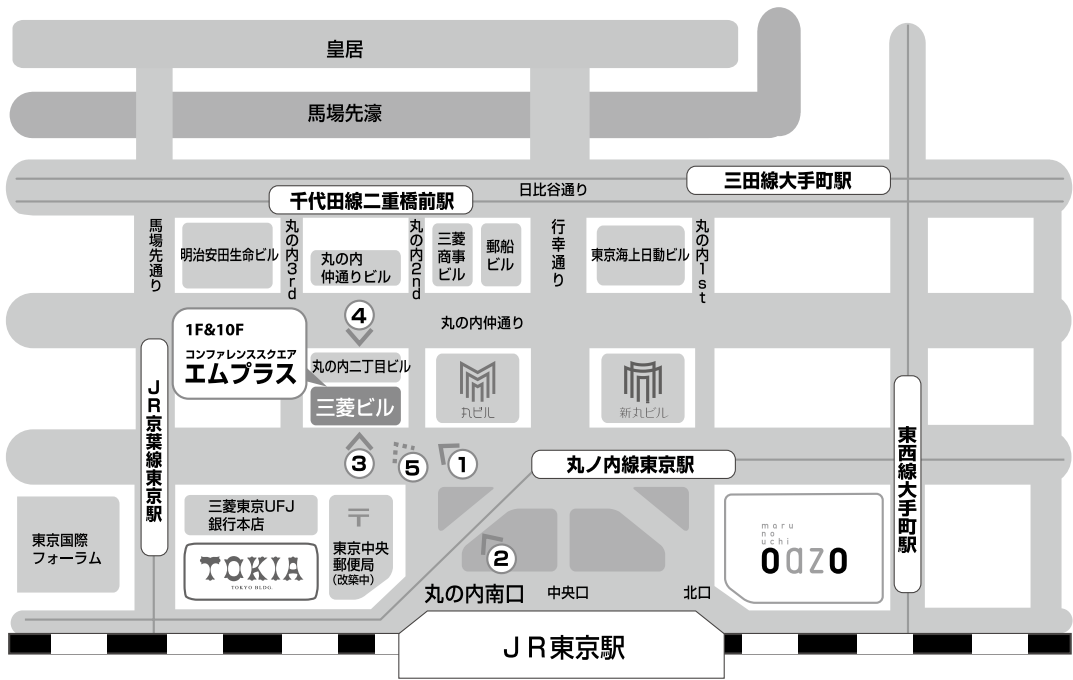 皇居
馬場先濠
三田線大手町駅
日比谷通り
千代田線二重橋前駅
馬場先通り
明治安田生命ビル
丸の内3rd
丸の内
仲通りビル
丸の内2nd
三菱
商事
ビル
郵船
ビル
行幸通り
東京海上日動ビル
丸の内1st
4
丸の内仲通り
1F&10F
コンファレンススクエア
エムプラス
丸の内二丁目ビル
三菱ビル
丸ビル
新丸ビル
JR京葉線東京駅
東西線大手町駅
3
5
1
丸ノ内線東京駅
東京国際
フォーラム
三菱東京UFJ
銀行本店
TOKIA
TOKYO BLDG.
〒
東京中央
郵便局
(改築中)
2
丸の内南口
中央口
北口
maru
no
uchi
oazo
JR東京駅